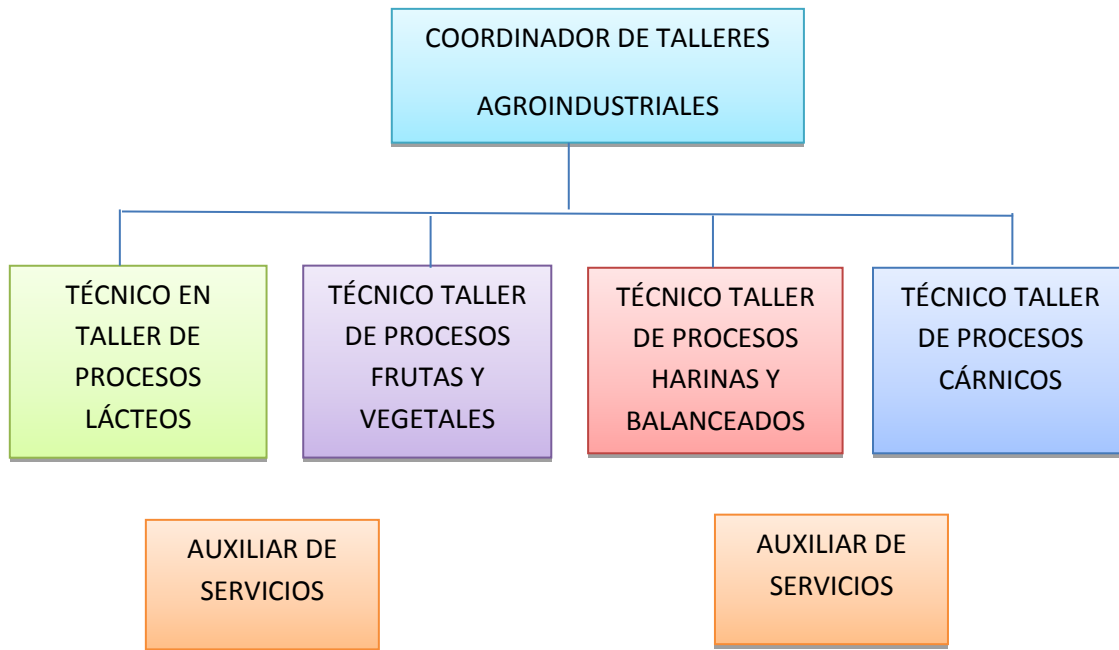 COORDINADOR DE TALLERES
AGROINDUSTRIALES
TÉCNICO EN
TALLER DE
PROCESOS
LÁCTEOS
TÉCNICO TALLER
DE PROCESOS
FRUTAS Y
VEGETALES
TÉCNICO TALLER
DE PROCESOS
HARINAS Y
BALANCEADOS
TÉCNICO TALLER
DE PROCESOS
CÁRNICOS
AUXILIAR DE
SERVICIOS
AUXILIAR DE
SERVICIOS